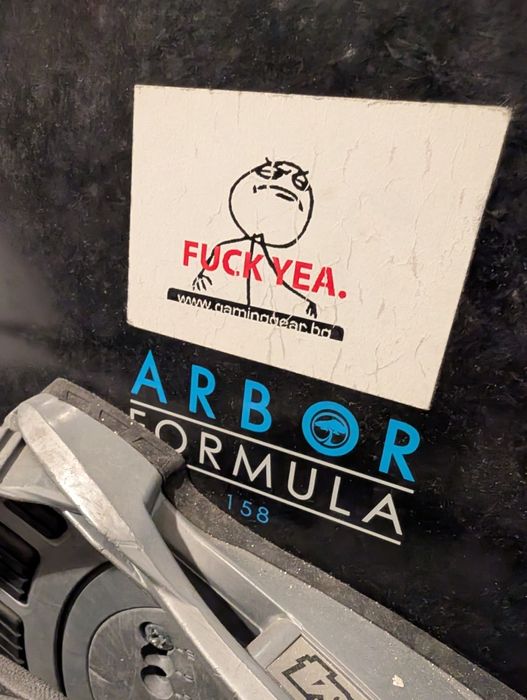 FUCK YEA.
www.gaminggear.bg
ARBOR
FORMULA
158